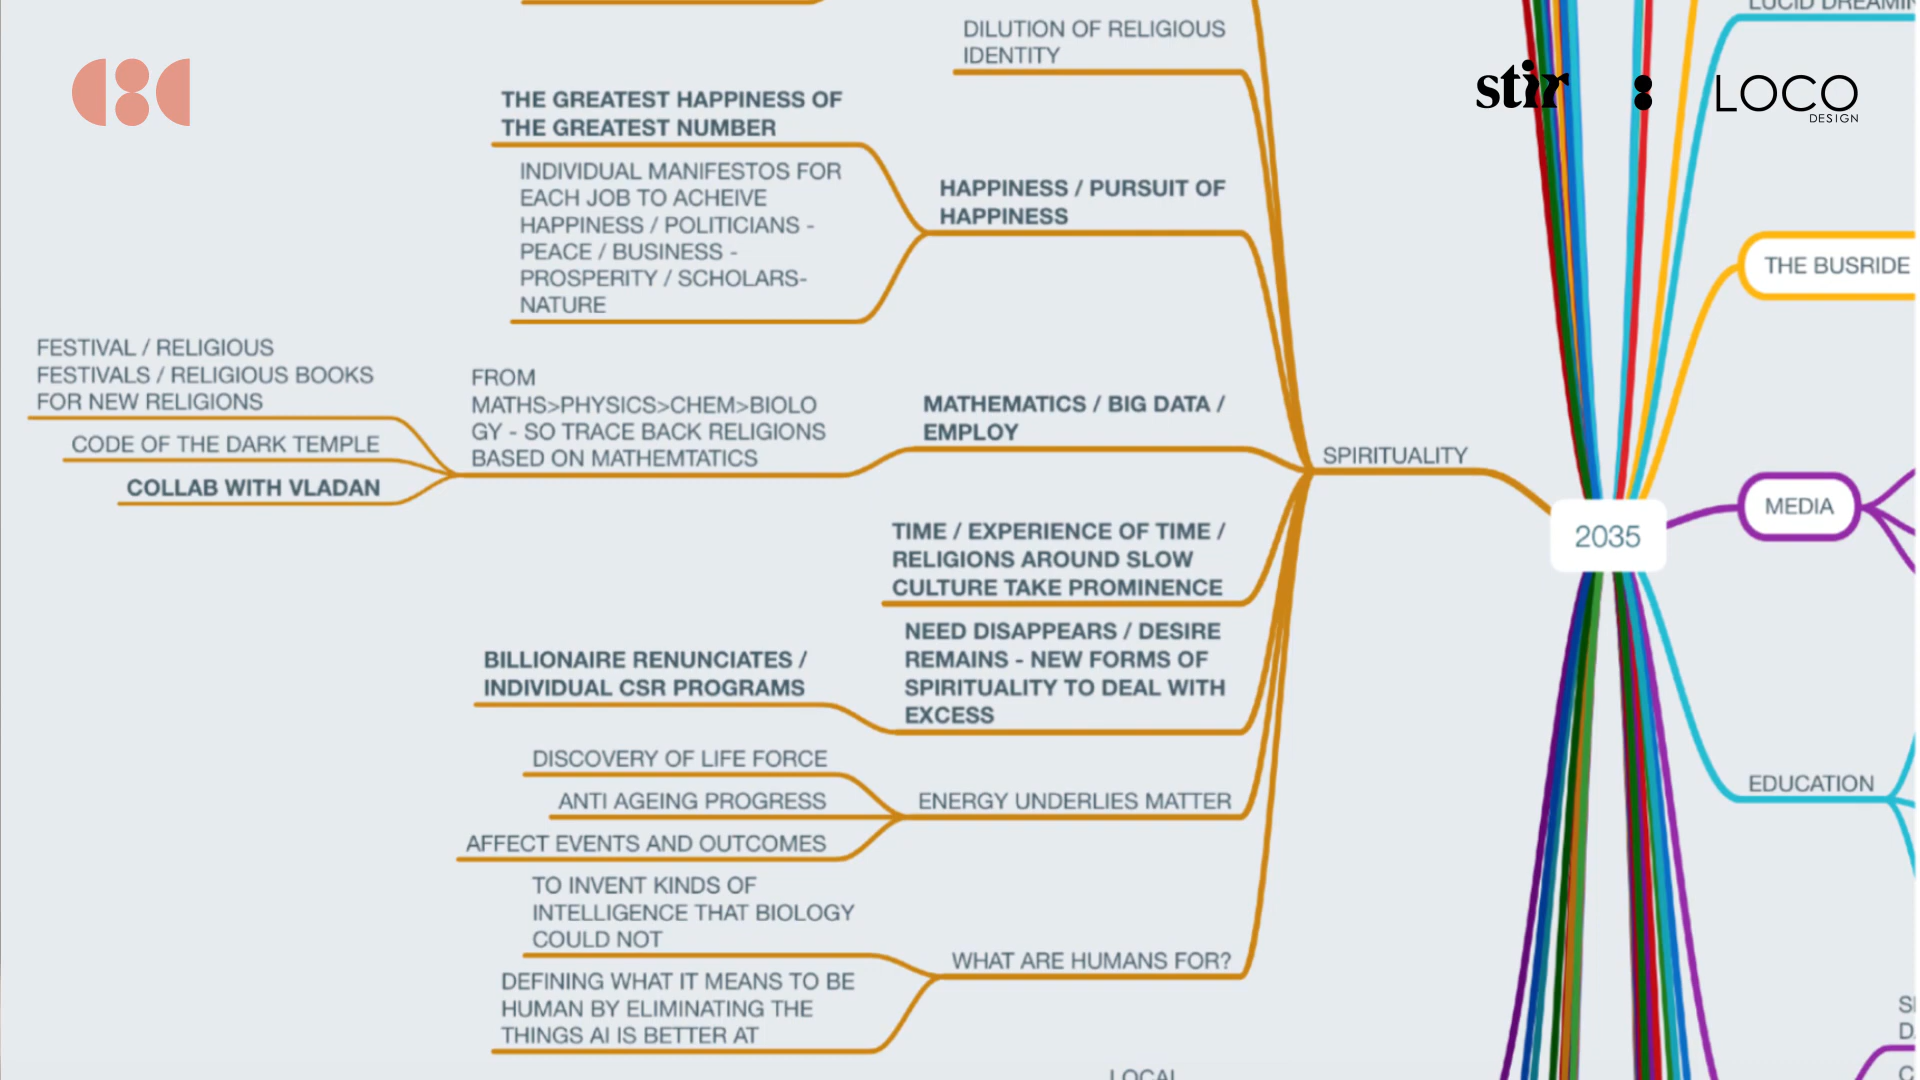 LUCID DREAMIN
DILUTION OF RELIGIOUS
IDENTITY
stir
LOCO
DESIGN
THE GREATEST HAPPINESS OF
THE GREATEST NUMBER
INDIVIDUAL MANIFESTOS FOR
EACH JOB TO ACHEIVE
HAPPINESS / POLITICIANS -
PEACE / BUSINESS -
PROSPERITY / SCHOLARS-
NATURE
HAPPINESS / PURSUIT OF
HAPPINESS
THE BUSRIDE
FESTIVAL / RELIGIOUS
FESTIVALS / RELIGIOUS BOOKS
FOR NEW RELIGIONS
CODE OF THE DARK TEMPLE
COLLAB WITH VLADAN
FROM
MATHS>PHYSICS>CHEM>BIOLO
GY - SO TRACE BACK RELIGIONS
BASED ON MATHEMTATICS
MATHEMATICS / BIG DATA /
EMPLOY
SPIRITUALITY
2035
MEDIA
TIME / EXPERIENCE OF TIME /
RELIGIONS AROUND SLOW
CULTURE TAKE PROMINENCE
BILLIONAIRE RENUNCIATES /
INDIVIDUAL CSR PROGRAMS
NEED DISAPPEARS / DESIRE
REMAINS - NEW FORMS OF
SPIRITUALITY TO DEAL WITH
EXCESS
DISCOVERY OF LIFE FORCE
ANTI AGEING PROGRESS
AFFECT EVENTS AND OUTCOMES
ENERGY UNDERLIES MATTER
EDUCATION
TO INVENT KINDS OF
INTELLIGENCE THAT BIOLOGY
COULD NOT
DEFINING WHAT IT MEANS TO BE
HUMAN BY ELIMINATING THE
THINGS AI IS BETTER AT
WHAT ARE HUMANS FOR?
LOCAL